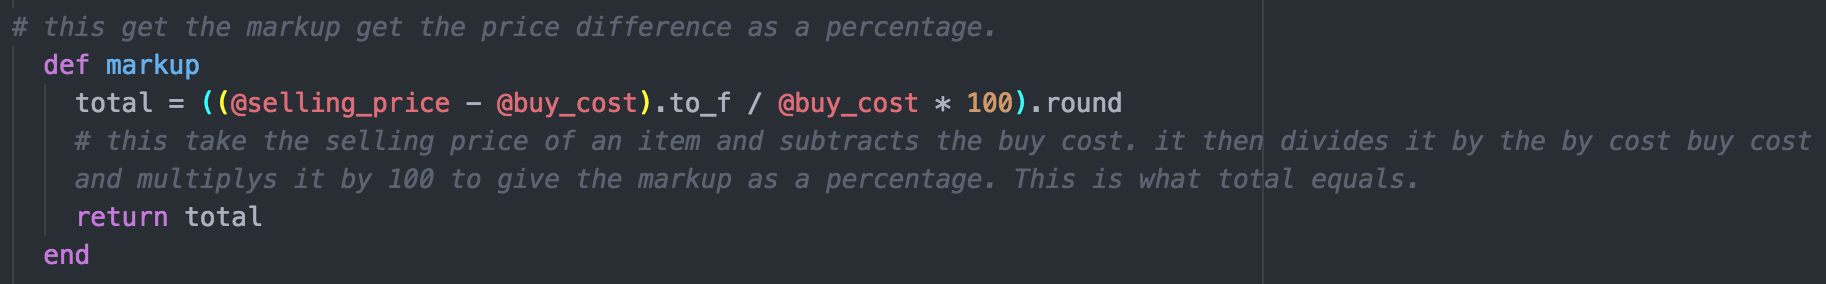 # this get the markup get the price difference as a percentage.
def markup
total = ((@selling_price - @buy_cost).to_f / @buy_cost * 100).round
# this take the selling price of an item and subtracts the buy cost. it then divides it by the by cost buy cost
and multiplys it by 100 to give the markup as a percentage. This is what total equals.
return total
end